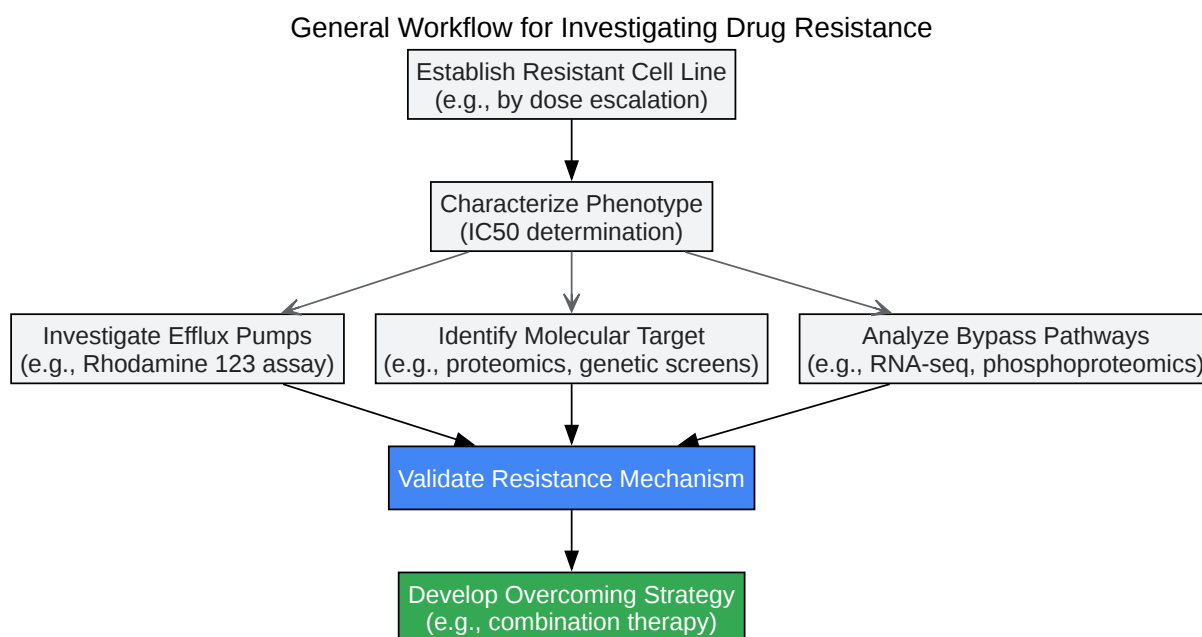 General Workflow for Investigating Drug Resistance
Establish Resistant Cell Line
(e.g., by dose escalation)
Characterize Phenotype
(IC50 determination)
Investigate Efflux Pumps
(e.g., Rhodamine 123 assay)
Identify Molecular Target
(e.g., proteomics, genetic screens)
Analyze Bypass Pathways
(e.g., RNA-seq, phosphoproteomics)
Validate Resistance Mechanism
Develop Overcoming Strategy
(e.g., combination therapy)